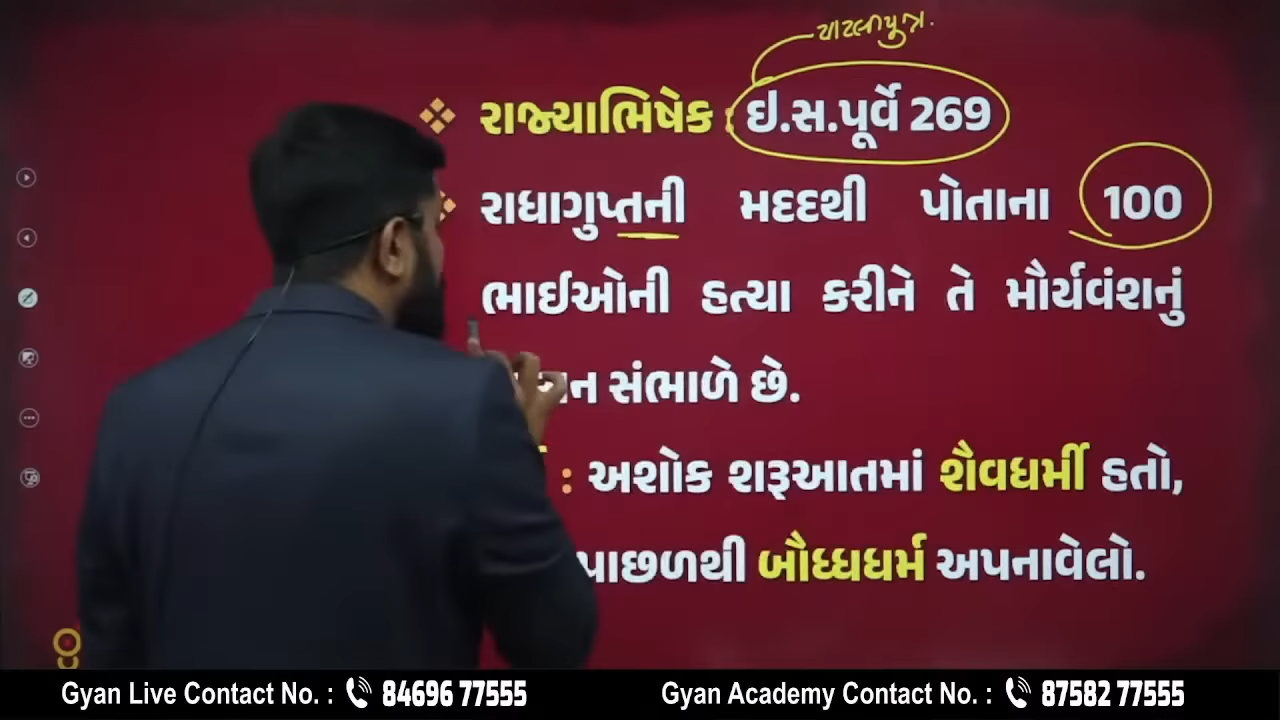 પાટલીપુત્ર.
રાજ્યાભિષેક : ઇ.સ.પૂર્વે 269
રાધાગુપ્તની મદદથી પોતાના 100
ભાઈઓની હત્યા કરીને તે મૌર્યવંશનું
સંભાળે છે.
: અશોક શરૂઆતમાં શૈવધર્મી હતો,
પાછળથી બૌધ્ધધર્મ અપનાવેલો.
Gyan Live Contact No. : 84696 77555
Gyan Academy Contact No. : 87582 77555